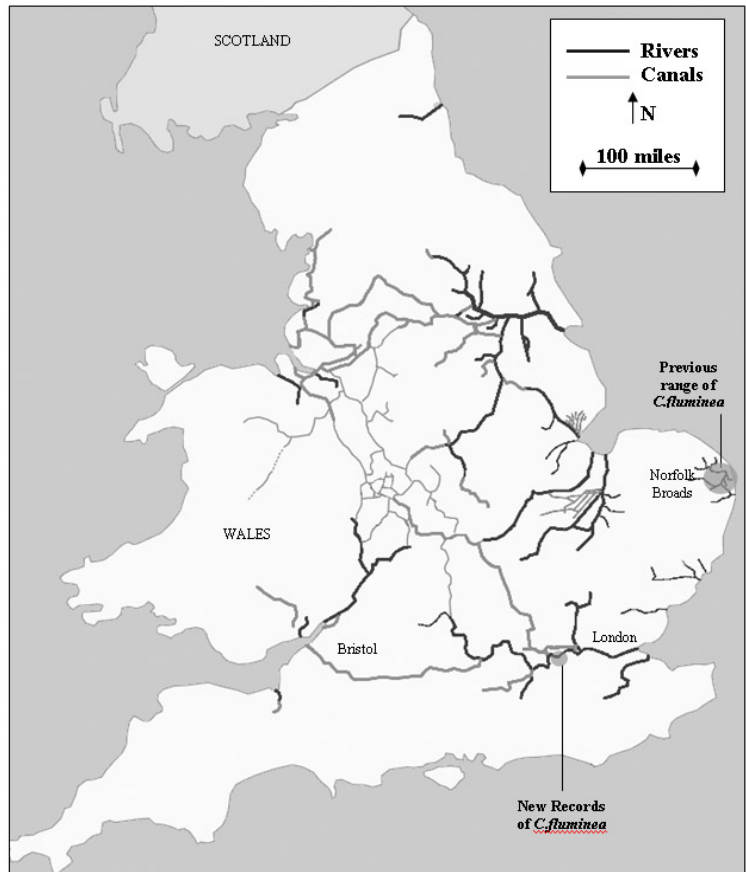 SCOTLAND
Rivers
Canals
N
100 miles
Previous
range of
C.fluminea
Norfolk
Broads
WALES
Bristol
London
New Records
of C.fluminea